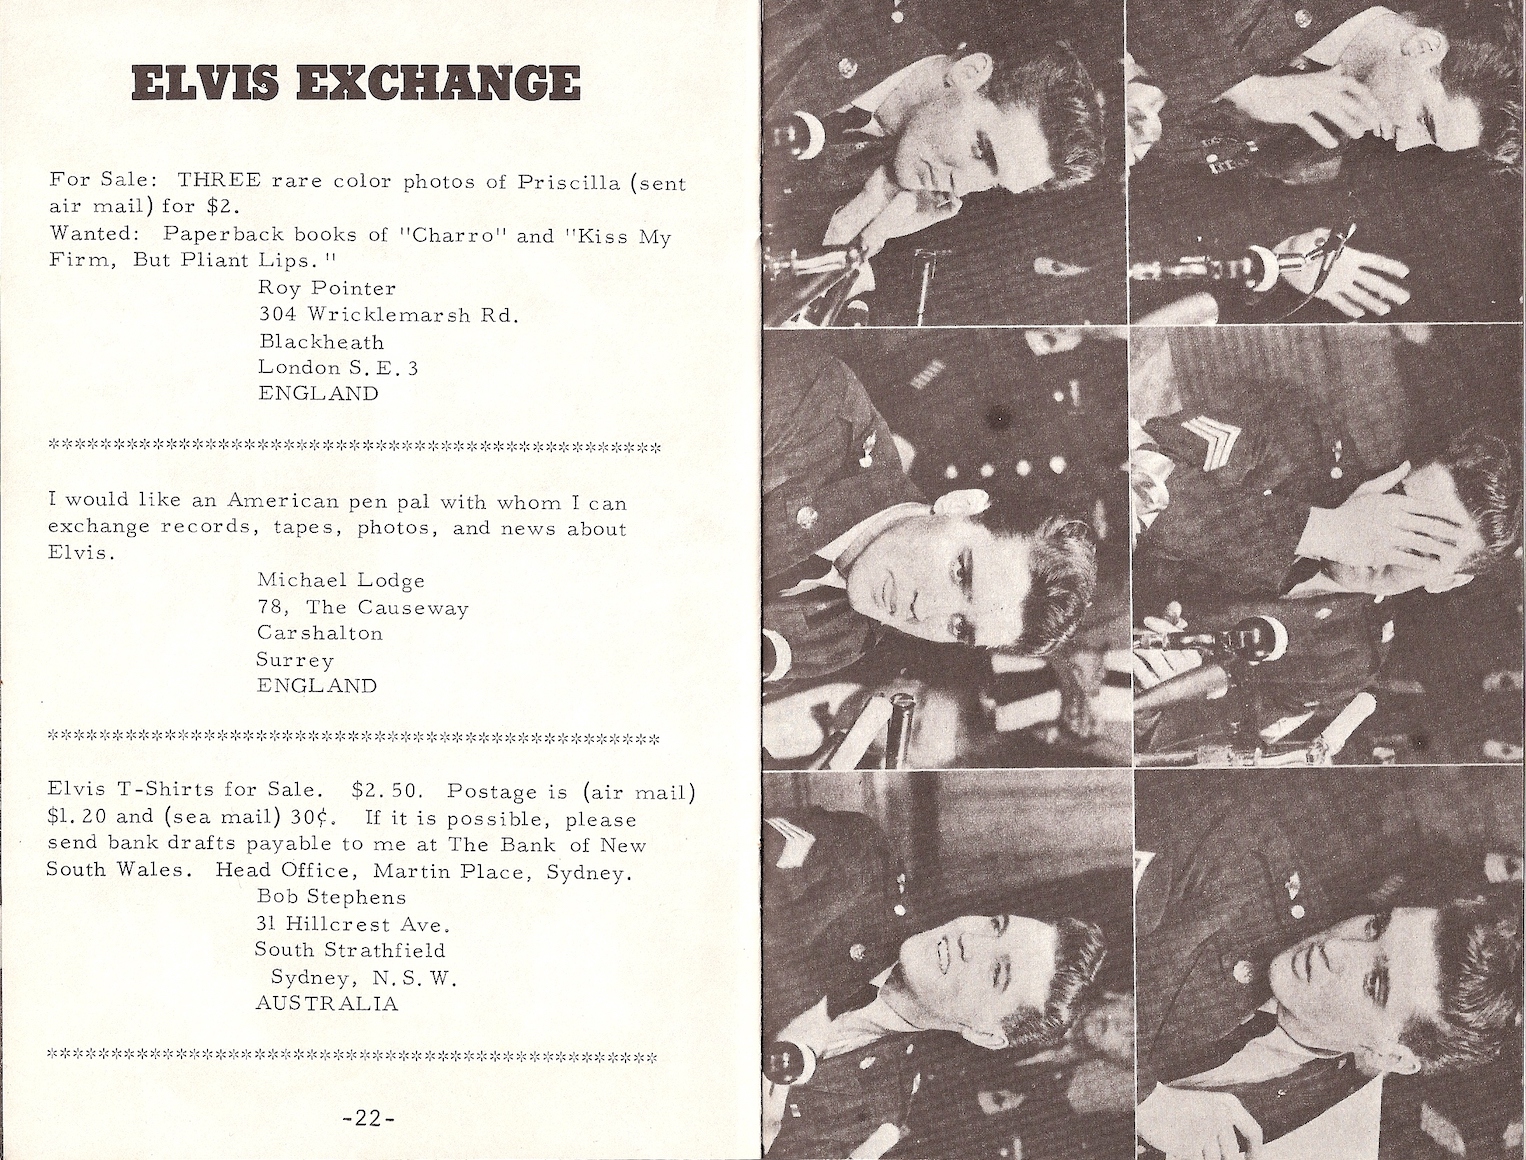 ELVIS EXCHANGE
For Sale: THREE rare color photos of Priscilla (sent
air mail) for $2.
Wanted: Paperback books of "Charro" and "Kiss My
Firm, But Pliant Lips."
Roy Pointer
304 Wricklemarsh Rd.
Blackheath
London S. E. 3
ENGLAND
***********************************************
I would like an American pen pal with whom I can
exchange records, tapes, photos, and news about
Elvis.
Michael Lodge
78, The Causeway
Carshalton
Surrey
ENGLAND
***********************************************
Elvis T-Shirts for Sale. $2.50. Postage is (air mail)
$1.20 and (sea mail) 30¢. If it is possible, please
send bank drafts payable to me at The Bank of New
South Wales. Head Office, Martin Place, Sydney.
Bob Stephens
31 Hillcrest Ave.
South Strathfield
Sydney, N. S. W.
AUSTRALIA
***********************************************
-22-